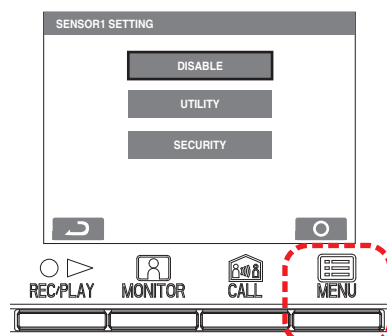 SENSOR1 SETTING
DISABLE
UTILITY
SECURITY
REC/PLAY MONITOR CALL MENU